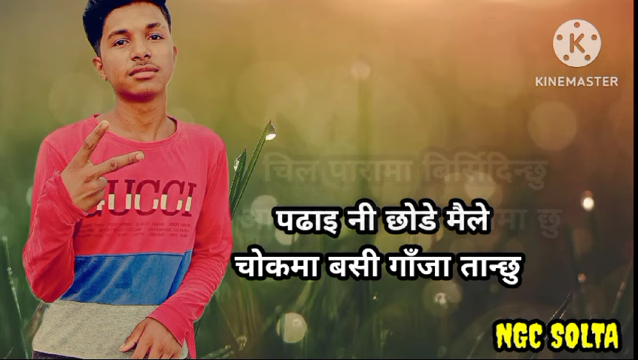 KINEMASTER
GUCCI
चिल पारामा बिर्सिदिन्छु
पढाइ नी छोडे मैले
चोकमा बसी गाँजा तान्छु
NGC SOLTA